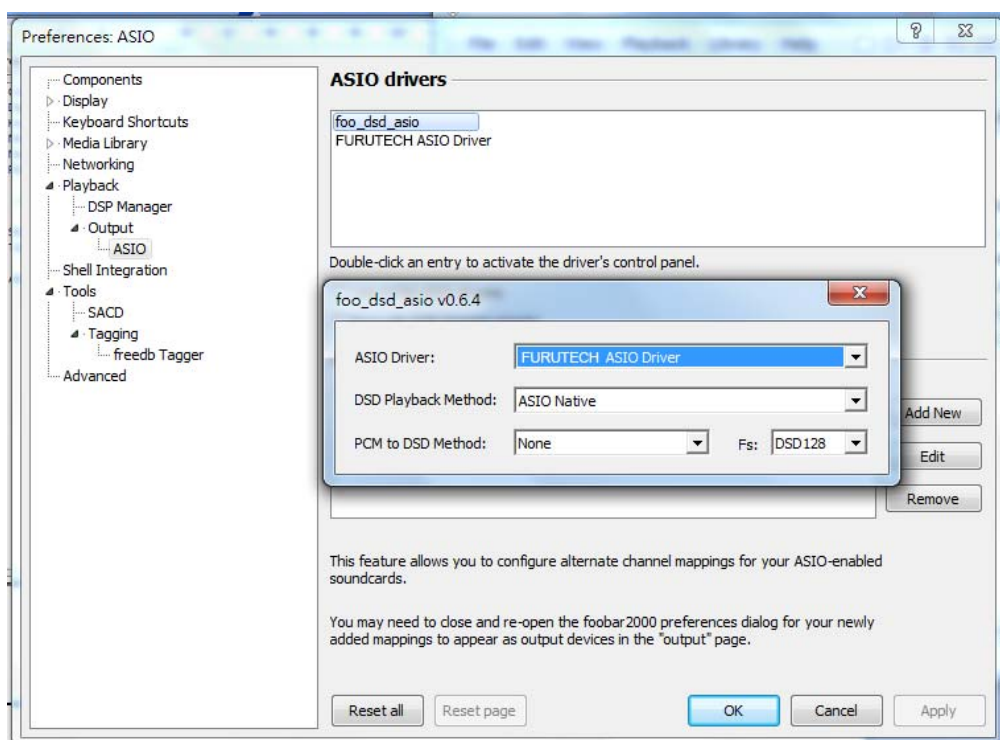 Preferences: ASIO
Components
Display
Keyboard Shortcuts
Media Library
Networking
Playback
DSP Manager
Output
ASIO
Shell Integration
Tools
SACD
Tagging
freedb Tagger
Advanced
ASIO drivers
foo_dsd_asio
FURUTECH ASIO Driver
Double-click an entry to activate the driver's control panel.
foo_dsd_asio v0.6.4
ASIO Driver: FURUTECH ASIO Driver
DSD Playback Method: ASIO Native
PCM to DSD Method: None Fs: DSD128
Add New
Edit
Remove
This feature allows you to configure alternate channel mappings for your ASIO-enabled
soundcards.
You may need to close and re-open the foobar2000 preferences dialog for your newly
added mappings to appear as output devices in the "output" page.
Reset all Reset page OK Cancel Apply